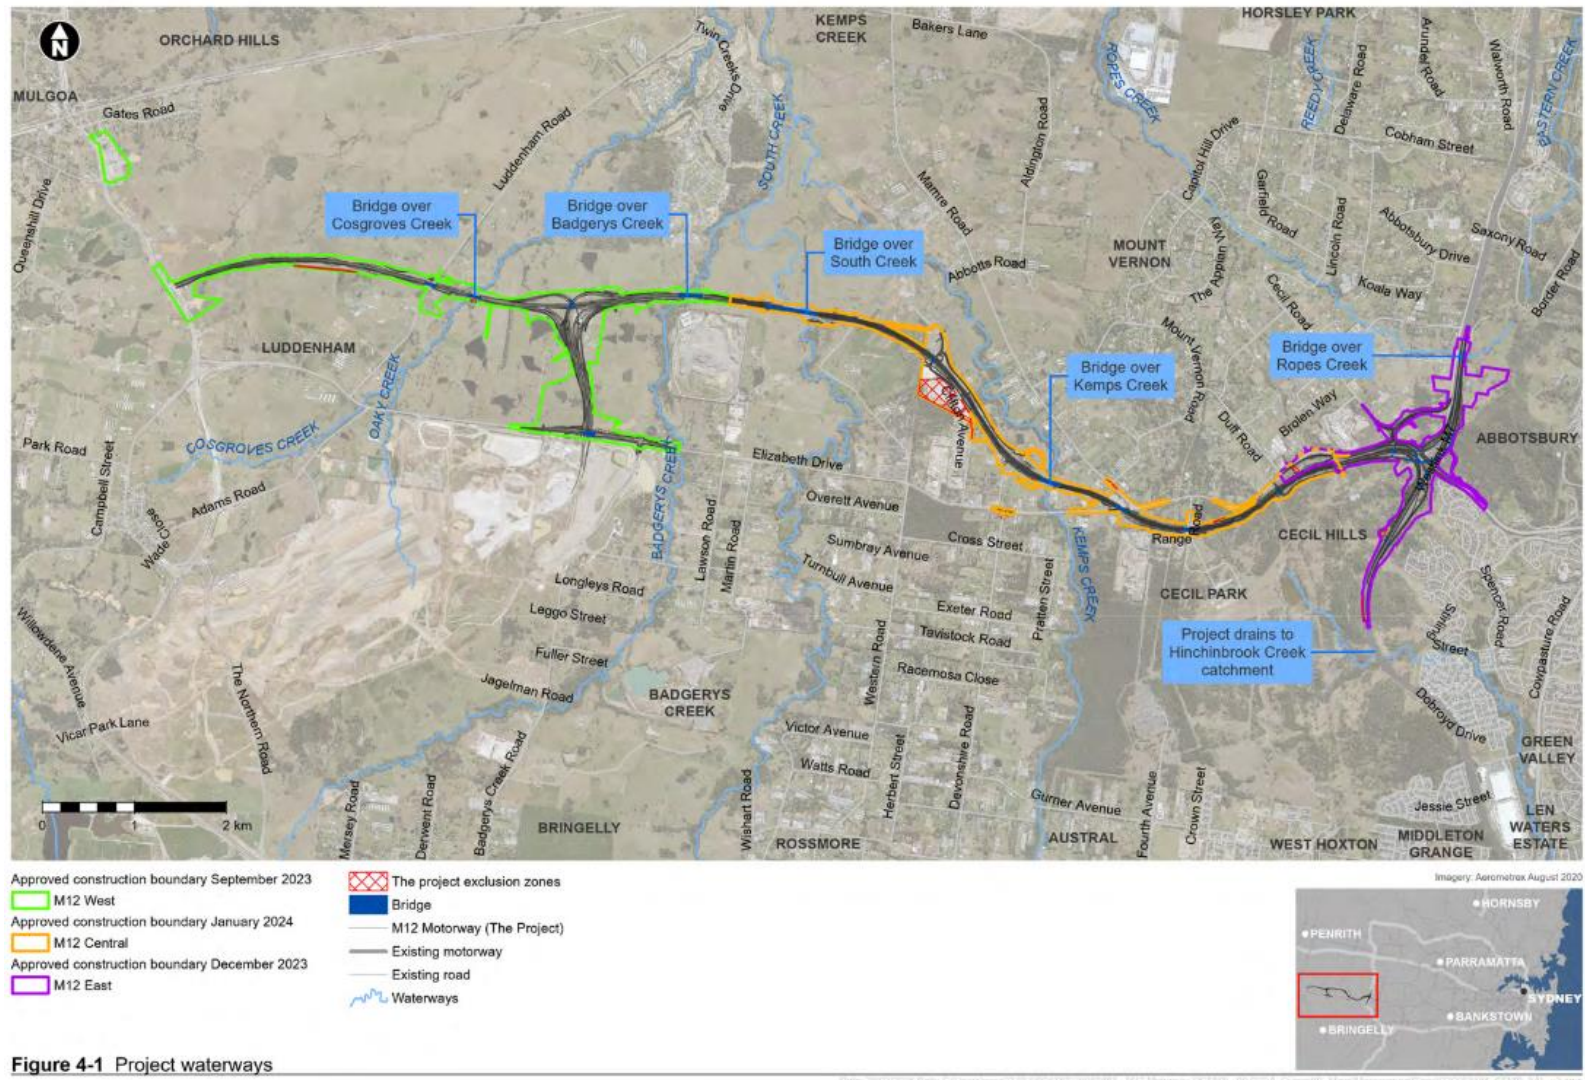 N
ORCHARD HILLS
KEMPS
CREEK
Bakers Lane
HORSLEY PARK
MULGOA
Gates Road
Twin Creeks Drive
SOUTH CREEK
ROPES CREEK
REEDY CREEK
Delaware Road
Arundel Road
Walworth Road
EASTERN CREEK
Luddenham Road
Aldington Road
Capitol Hill Drive
Cobham Street
Queenshill Drive
Bridge over
Cosgroves Creek
Bridge over
Badgerys Creek
Bridge over
South Creek
Mamre Road
Abbotts Road
MOUNT
VERNON
The Appian Way
Garfield Road
Lincoln Road
Abbotsbury Drive
Saxony Road
Border Road
Koala Way
Cecil Road
LUDDENHAM
OAKY CREEK
COSGROVES CREEK
Mount Vernon Road
Bridge over
Kemps Creek
Bridge over
Ropes Creek
Brolen Way
Duff Road
Clifton Avenue
Westlink M7
ABBOTSBURY
Park Road
Campbell Street
Adams Road
Wade Close
BADGERYS CREEK
Elizabeth Drive
Overett Avenue
Lawson Road
Martin Road
Sumbray Avenue
Turnbull Avenue
Cross Street
Range Road
CECIL HILLS
KEMPS CREEK
Pratten Street
CECIL PARK
Longleys Road
Leggo Street
Fuller Street
Jagelman Road
Exeter Road
Tavistock Road
Racemosa Close
Western Road
Project drains to
Hinchinbrook Creek
catchment
Stirling
Street
Spencer Road
Cowpasture Road
Willowdene Avenue
Vicar Park Lane
The Northern Road
BADGERYS
CREEK
Victor Avenue
Watts Road
Herbert Street
Devonshire Road
Dobroyd Drive
GREEN
VALLEY
Mersey Road
Derwent Road
Badgerys Creek Road
Wishart Road
Gurner Avenue
Fourth Avenue
Crown Street
Jessie Street
LEN
WATERS
ESTATE
0 1 2 km
BRINGELLY
ROSSMORE
AUSTRAL
WEST HOXTON
MIDDLETON
GRANGE
Imagery: Aerometrex August 2020
Approved construction boundary September 2023
M12 West
Approved construction boundary January 2024
M12 Central
Approved construction boundary December 2023
M12 East
The project exclusion zones
Bridge
M12 Motorway (The Project)
Existing motorway
Existing road
Waterways
HORNSBY
PENRITH
PARRAMATTA
SYDNEY
BANKSTOWN
BRINGELLY
Figure 4-1 Project waterways